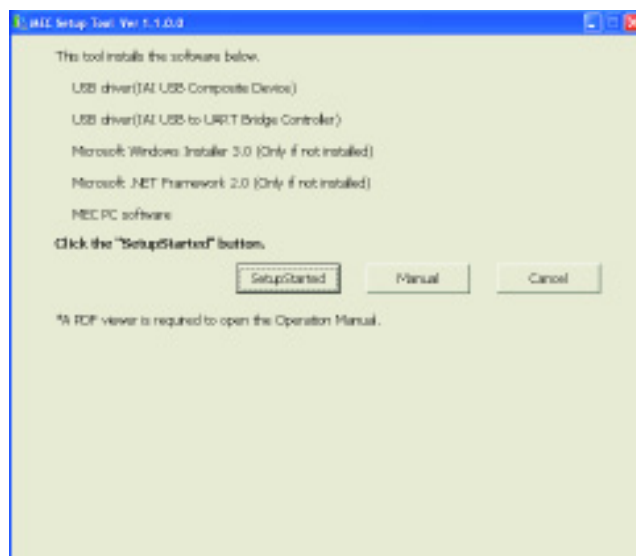 MEC Setup Tool Ver 1.1.0.0
This tool installs the software below.
USB driver(IAI USB Composite Device)
USB driver(IAI USB to UART Bridge Controller)
Microsoft Windows Installer 3.0 (Only if not installed)
Microsoft .NET Framework 2.0 (Only if not installed)
MEC PC software
Click the "SetupStarted" button.
SetupStarted Manual Cancel
*A PDF viewer is required to open the Operation Manual.